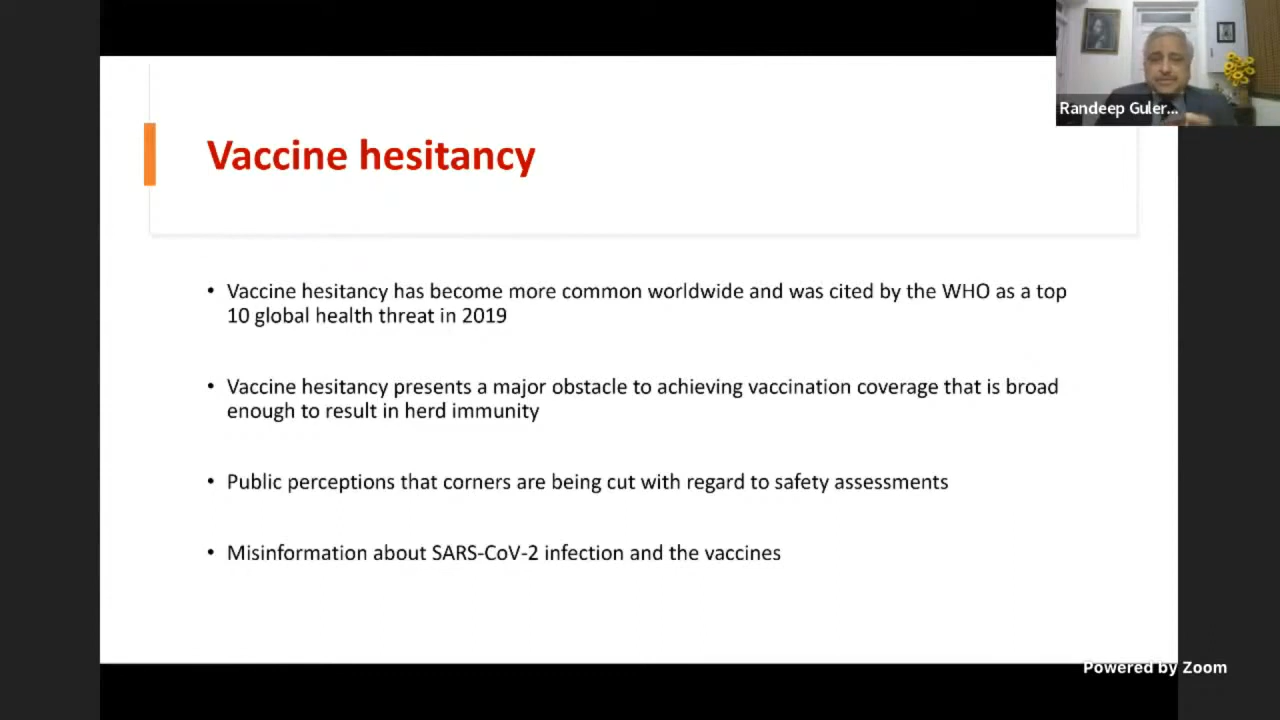 Randeep Guler...
Vaccine hesitancy
• Vaccine hesitancy has become more common worldwide and was cited by the WHO as a top
10 global health threat in 2019
• Vaccine hesitancy presents a major obstacle to achieving vaccination coverage that is broad
enough to result in herd immunity
• Public perceptions that corners are being cut with regard to safety assessments
• Misinformation about SARS-CoV-2 infection and the vaccines
Powered by Zoom